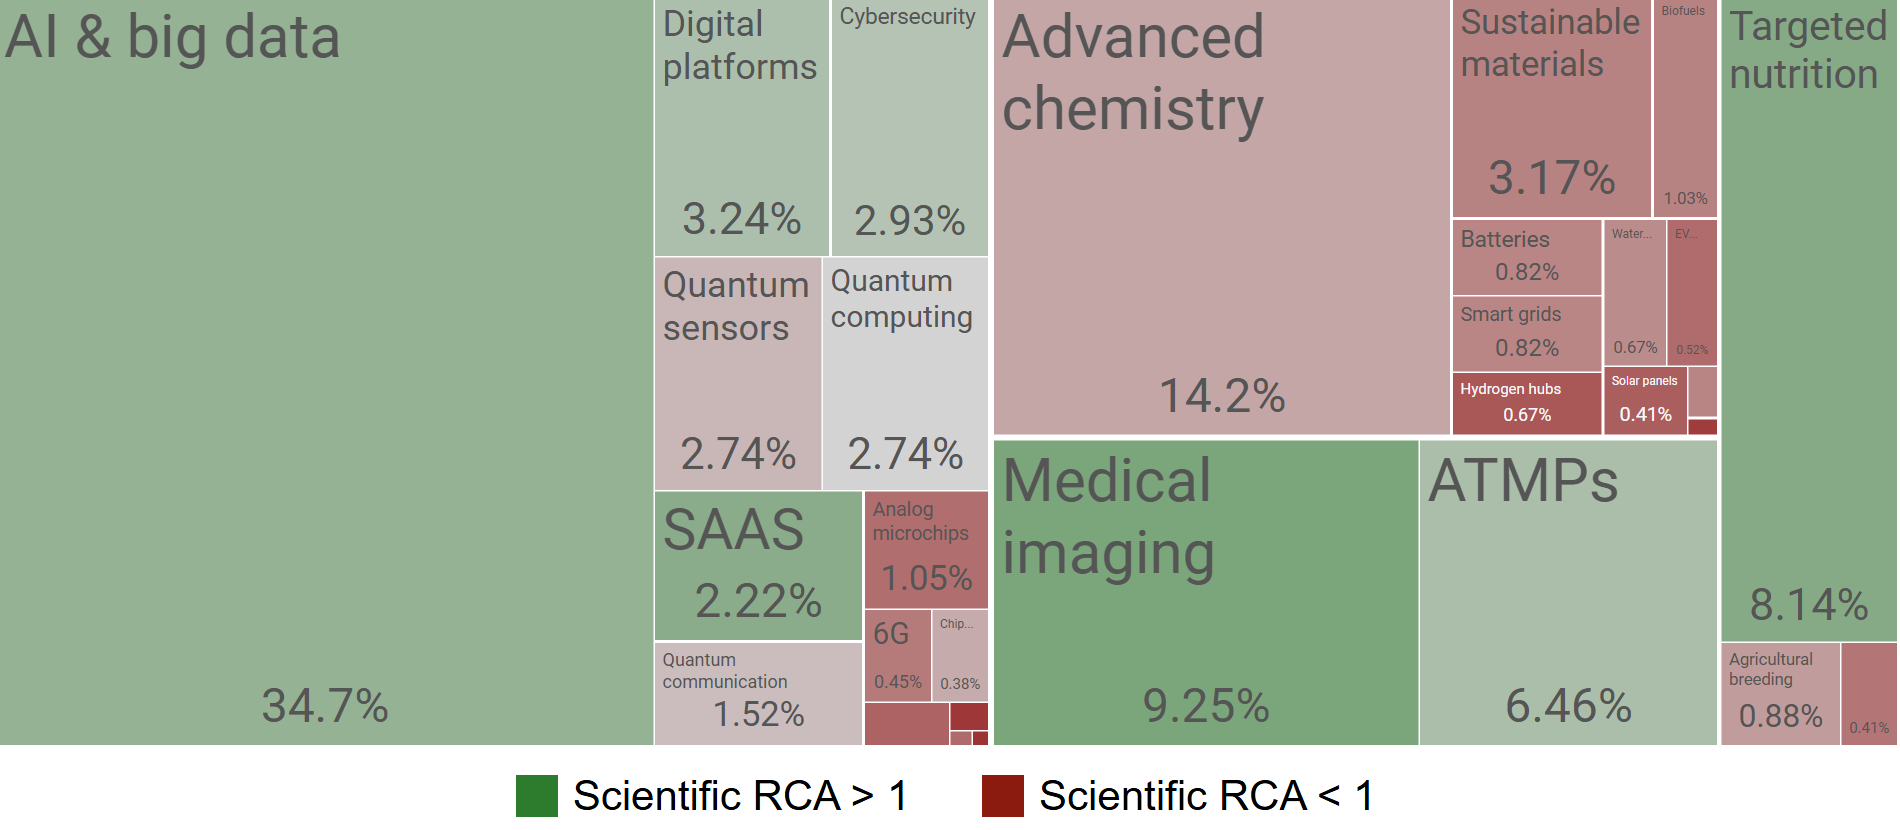 AI & big data
34.7%
Digital
platforms
3.24%
Cybersecurity
2.93%
Quantum
sensors
2.74%
Quantum
computing
2.74%
SAAS
2.22%
Quantum
communication
1.52%
Analog
microchips
1.05%
6G
0.45%
Chip...
0.38%
Advanced
chemistry
14.2%
Sustainable
materials
3.17%
Biofuels
1.03%
Batteries
0.82%
Smart grids
0.82%
Hydrogen hubs
0.67%
Water...
0.67%
EV...
0.52%
Solar panels
0.41%
Medical
imaging
9.25%
ATMPs
6.46%
Targeted
nutrition
8.14%
Agricultural
breeding
0.88%
0.41%
Scientific RCA > 1
Scientific RCA < 1